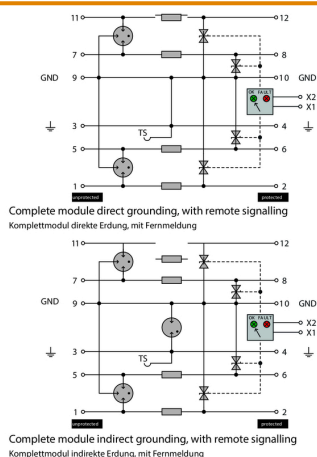 11 12
7 8
GND 9 10 GND
OK FAULT
X2
X1
3 4
TS
5 6
1 2
unprotected protected
Complete module direct grounding, with remote signalling
Komplettmodul direkte Erdung, mit Fernmeldung
11 12
7 8
GND 9 10 GND
OK FAULT
X2
X1
3 4
TS
5 6
1 2
unprotected protected
Complete module indirect grounding, with remote signalling
Komplettmodul indirekte Erdung, mit Fernmeldung